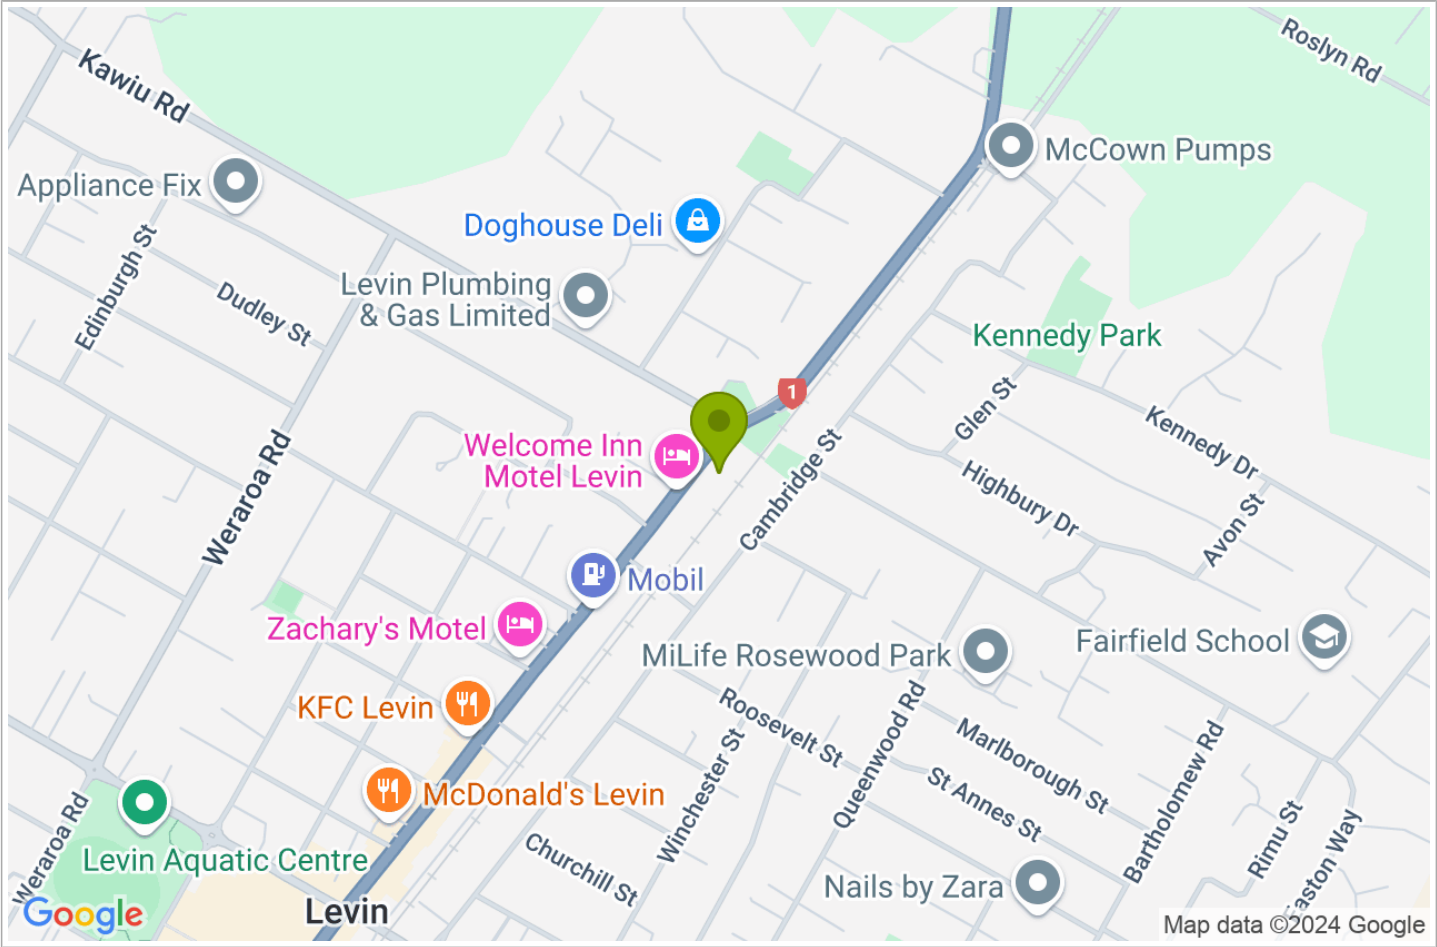 Kawiu Rd
Roslyn Rd
McCown Pumps
Appliance Fix
Doghouse Deli
Edinburgh St
Dudley St
Levin Plumbing
& Gas Limited
Kennedy Park
1
Glen St
Kennedy Dr
Weraroa Rd
Welcome Inn
Motel Levin
Cambridge St
Highbury Dr
Avon St
Mobil
Zachary's Motel
MiLife Rosewood Park
Fairfield School
KFC Levin
Roosevelt St
Queenwood Rd
Marlborough St
Bartholomew Rd
McDonald's Levin
Winchester St
St Annes St
Weraroa Rd
Levin Aquatic Centre
Churchill St
Rimu St
Easton Way
Nails by Zara
Levin
Google
Map data ©2024 Google